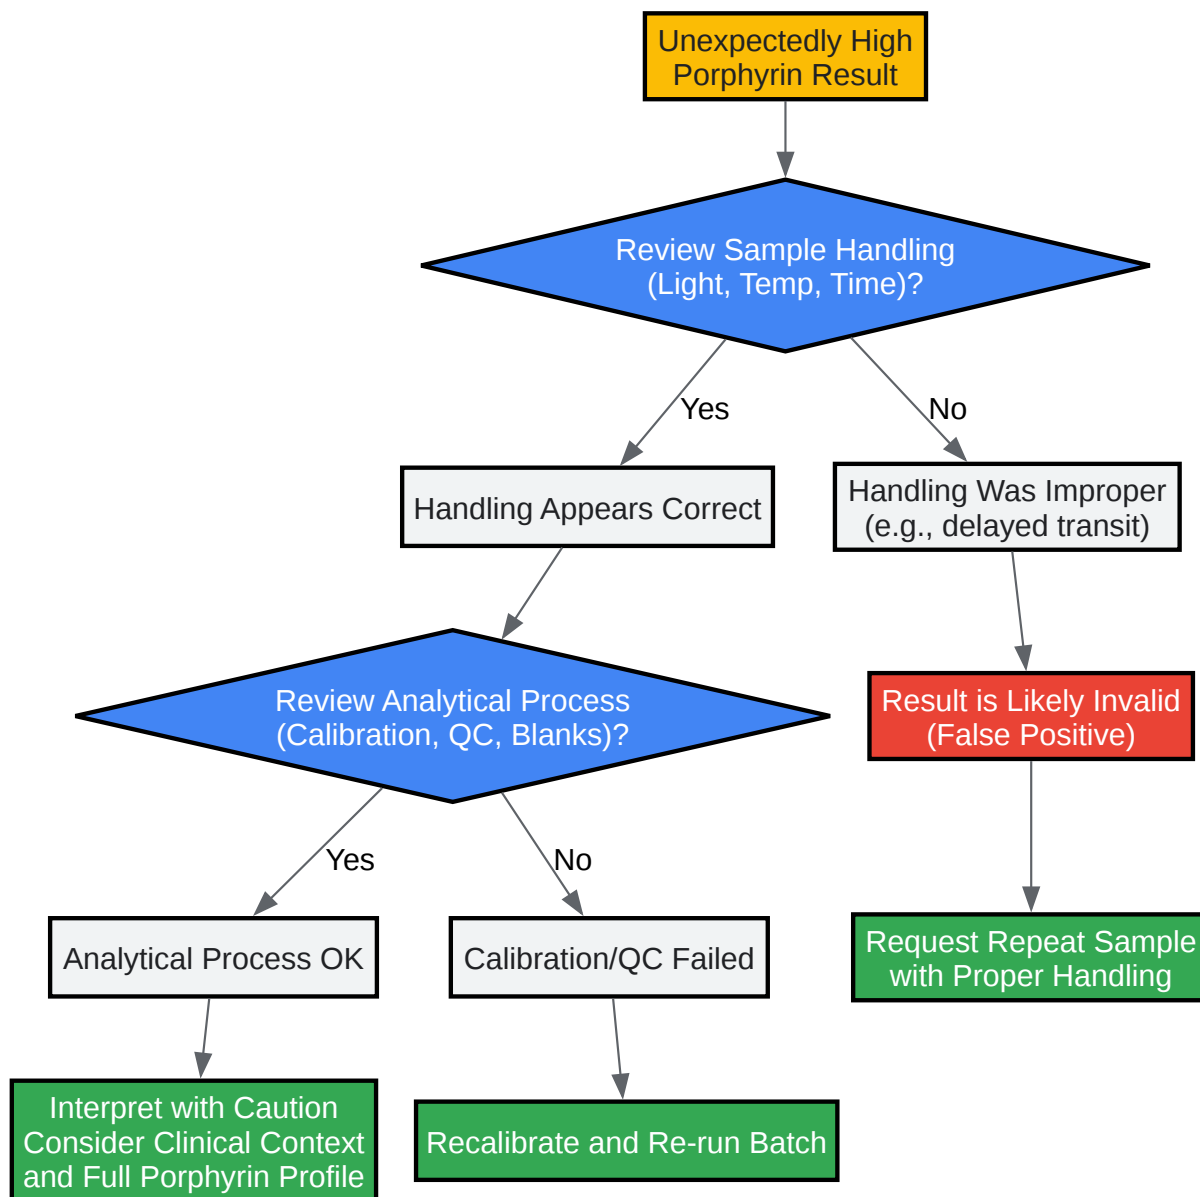 Unexpectedly High
Porphyrin Result
Review Sample Handling
(Light, Temp, Time)?
Yes
No
Handling Appears Correct
Handling Was Improper
(e.g., delayed transit)
Review Analytical Process
(Calibration, QC, Blanks)?
Result is Likely Invalid
(False Positive)
Yes
No
Analytical Process OK
Calibration/QC Failed
Request Repeat Sample
with Proper Handling
Interpret with Caution
Consider Clinical Context
and Full Porphyrin Profile
Recalibrate and Re-run Batch